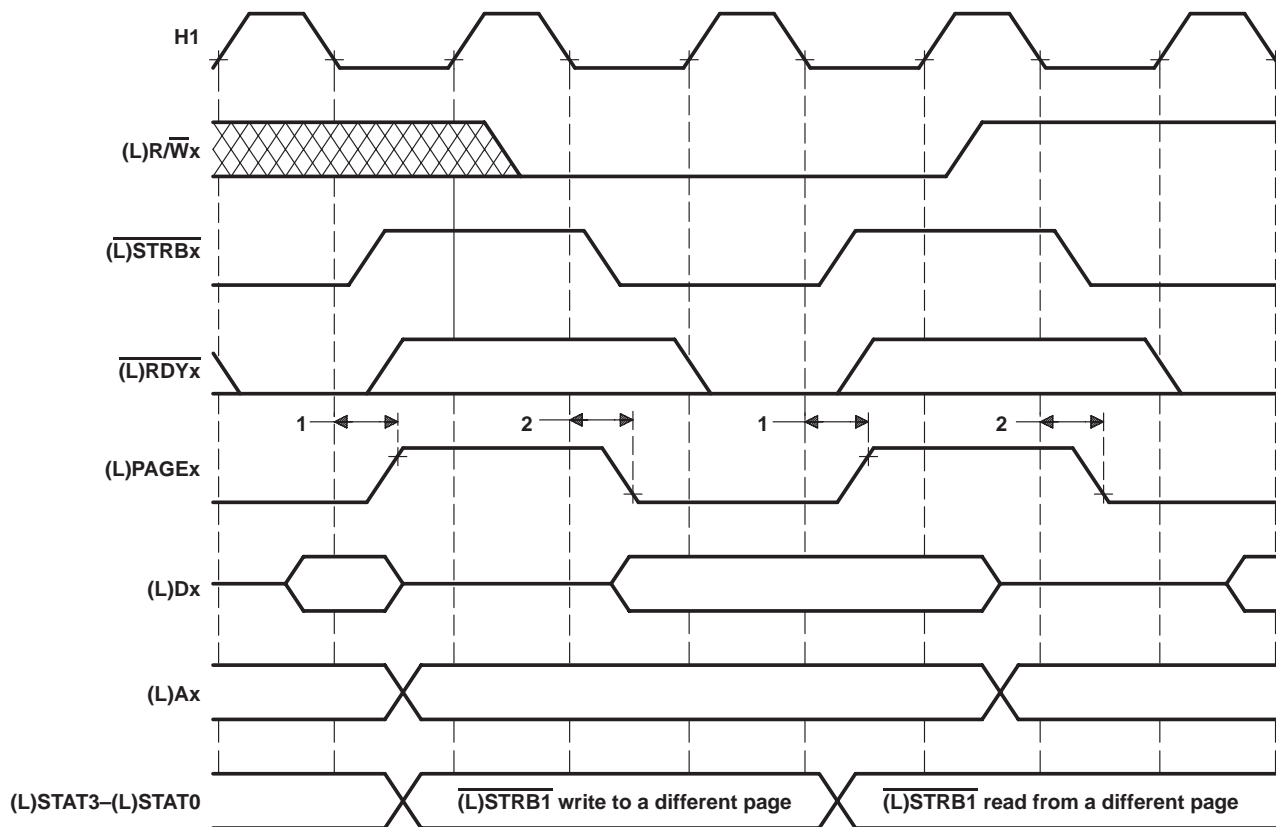 H1
(L)R/W̅x
(L)STRBx
(L)RDYx
1 2 1 2
(L)PAGEx
(L)Dx
(L)Ax
(L)STAT3–(L)STAT0 (L)STRB1 write to a different page (L)STRB1 read from a different page